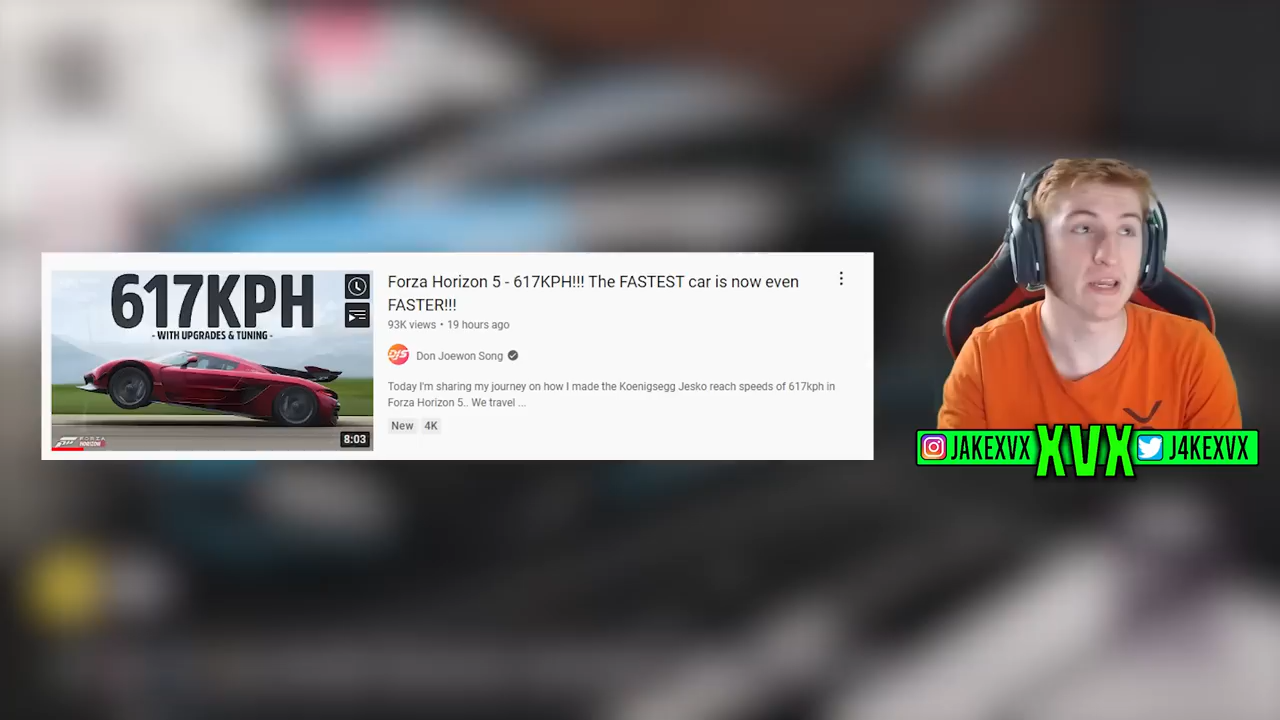 617KPH
- WITH UPGRADES & TUNING -
8:03
Forza Horizon 5 - 617KPH!!! The FASTEST car is now even
FASTER!!!
93K views • 19 hours ago
DJS
Don Joewon Song
Today I'm sharing my journey on how I made the Koenigsegg Jesko reach speeds of 617kph in
Forza Horizon 5.. We travel ...
New 4K
FORZA
HORIZON 5
JAKEXVX XVX J4KEXVX